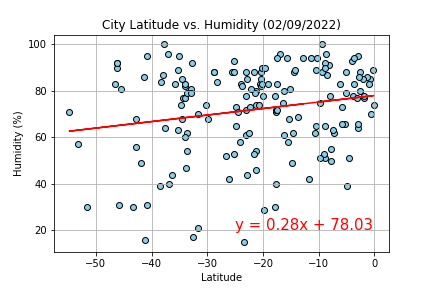 City Latitude vs. Humidity (02/09/2022)
100
80
60
40
20
Humidity (%)
y = 0.28x + 78.03
−50
−40
−30
−20
−10
0
Latitude